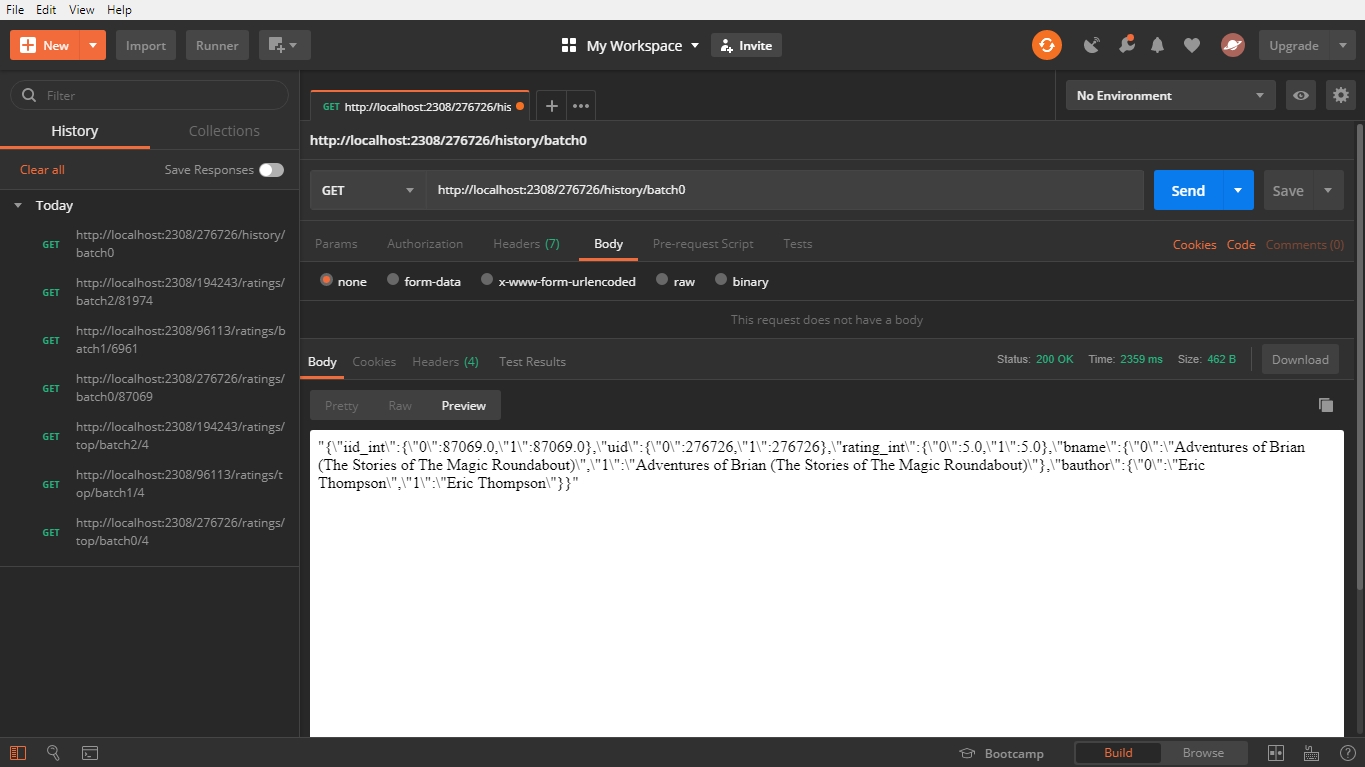 File Edit View Help
New Import Runner My Workspace Invite Upgrade
Filter
History Collections
Clear all Save Responses
Today
GET http://localhost:2308/276726/history/
batch0
GET http://localhost:2308/194243/ratings/
batch2/81974
GET http://localhost:2308/96113/ratings/b
atch1/6961
GET http://localhost:2308/276726/ratings/
batch0/87069
GET http://localhost:2308/194243/ratings/
top/batch2/4
GET http://localhost:2308/96113/ratings/t
op/batch1/4
GET http://localhost:2308/276726/ratings/
top/batch0/4
GET http://localhost:2308/276726/his
No Environment
http://localhost:2308/276726/history/batch0
GET http://localhost:2308/276726/history/batch0 Send Save
Params Authorization Headers (7) Body Pre-request Script Tests Cookies Code Comments (0)
none form-data x-www-form-urlencoded raw binary
This request does not have a body
Body Cookies Headers (4) Test Results Status: 200 OK Time: 2359 ms Size: 462 B Download
Pretty Raw Preview
"{\"iid_int\":{\"0\":87069.0,\"1\":87069.0},\"uid\":{\"0\":276726,\"1\":276726},\"rating_int\":{\"0\":5.0,\"1\":5.0},\"bname\":{\"0\":\"Adventures of Brian
(The Stories of The Magic Roundabout)\",\"1\":\"Adventures of Brian (The Stories of The Magic Roundabout)\"},\"bauthor\":{\"0\":\"Eric
Thompson\",\"1\":\"Eric Thompson\"}}"
Bootcamp Build Browse